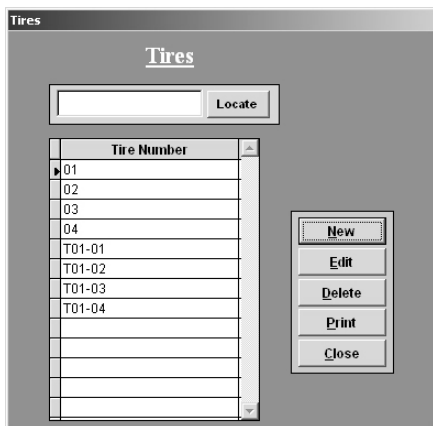 Tires
Tires
Locate
Tire Number
01
02
03
04
T01-01
T01-02
T01-03
T01-04
New
Edit
Delete
Print
Close